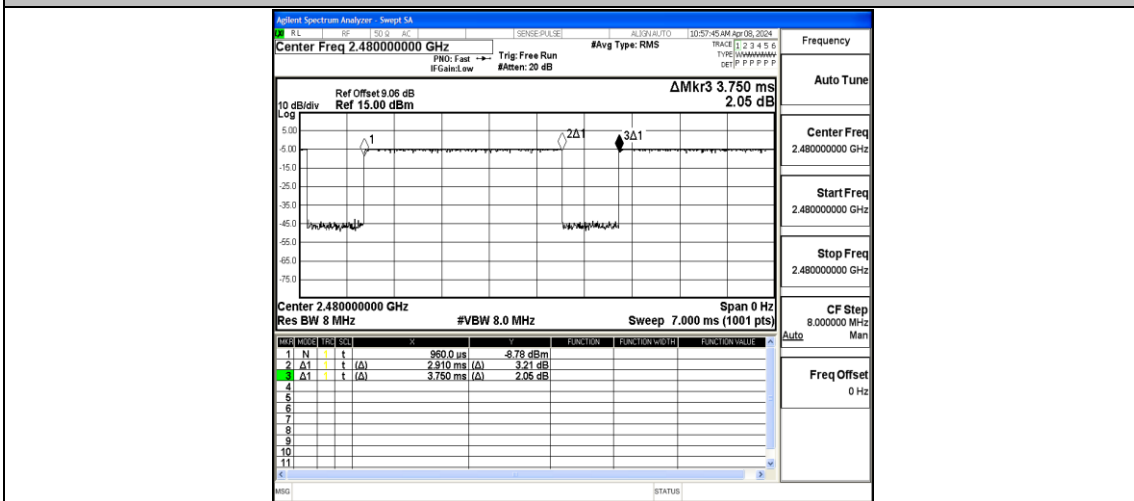 Agilent Spectrum Analyzer - Swept SA
RL RF 50 Ω AC SENSE:PULSE ALIGNAUTO 10:57:45 AM Apr 08, 2024
Center Freq 2.480000000 GHz #Avg Type: RMS TRACE 1 2 3 4 5 6
PNO: Fast Trig: Free Run TYPE
IFGain:Low #Atten: 20 dB DET P P P P P P
Frequency
Auto Tune
ΔMkr3 3.750 ms
Ref Offset 9.06 dB 2.05 dB
10 dB/div Ref 15.00 dBm
Log
5.00
-5.00
-15.0
-25.0
-35.0
-45.0
-55.0
-65.0
-75.0
1 2Δ1 3Δ1
Center 2.480000000 GHz Span 0 Hz
Res BW 8 MHz #VBW 8.0 MHz Sweep 7.000 ms (1001 pts)
MKR MODE TRC SCL X Y FUNCTION FUNCTION WIDTH FUNCTION VALUE
1 N 1 t 960.0 us -8.78 dBm
2 Δ1 1 t (Δ) 2.910 ms (Δ) 3.21 dB
3 Δ1 1 t (Δ) 3.750 ms (Δ) 2.05 dB
4
5
6
7
8
9
10
11
Center Freq
2.480000000 GHz
Start Freq
2.480000000 GHz
Stop Freq
2.480000000 GHz
CF Step
8.000000 MHz
Auto Man
Freq Offset
0 Hz
MSG STATUS